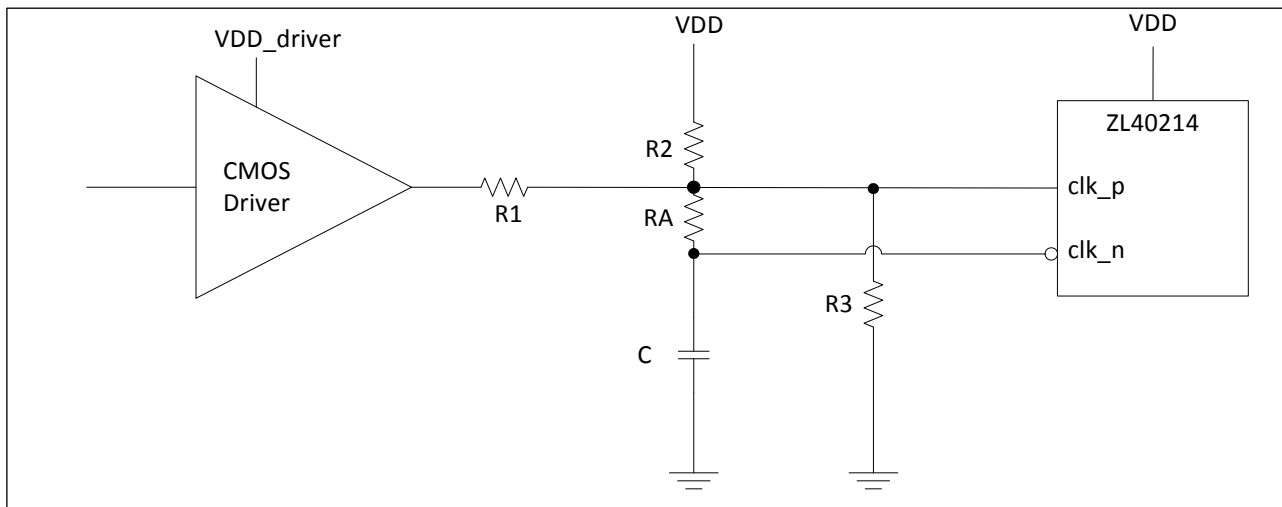 VDD_driver
VDD
VDD
ZL40214
R2
CMOS
Driver
clk_p
RA
R1
clk_n
R3
C